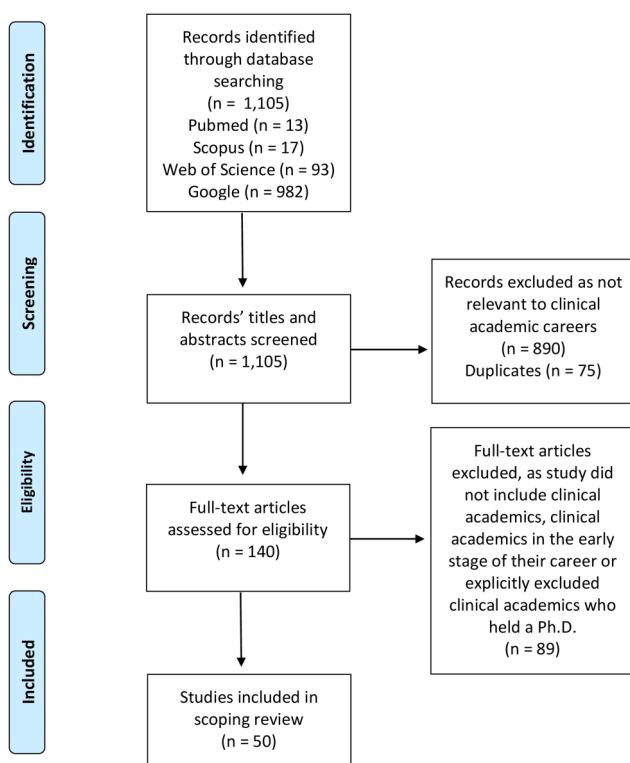 Identification
Records identified
through database
searching
(n = 1,105)
Pubmed (n = 13)
Scopus (n = 17)
Web of Science (n = 93)
Google (n = 982)
Screening
Records’ titles and
abstracts screened
(n = 1,105)
Records excluded as not
relevant to clinical
academic careers
(n = 890)
Duplicates (n = 75)
Eligibility
Full-text articles
assessed for eligibility
(n = 140)
Full-text articles
excluded, as study did
not include clinical
academics, clinical
academics in the early
stage of their career or
explicitly excluded
clinical academics who
held a Ph.D.
(n = 89)
Included
Studies included in
scoping review
(n = 50)